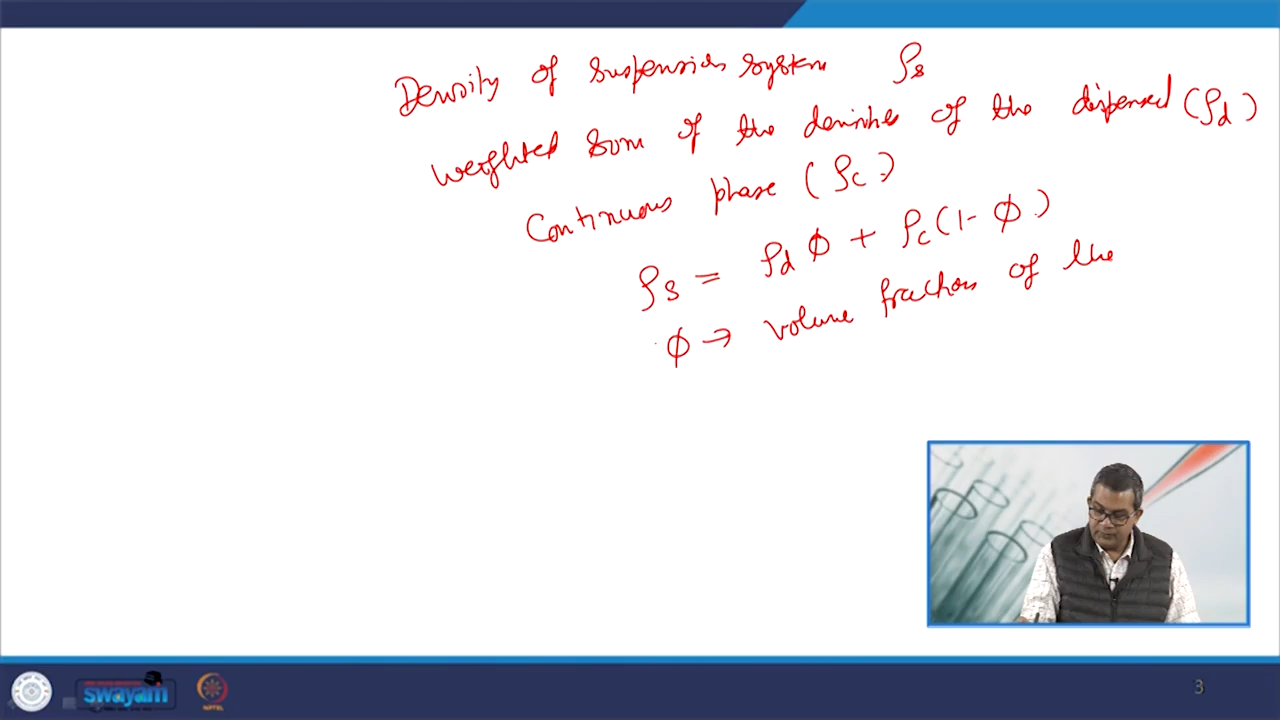 Density of suspension system ρs
weighted sum of the densities of the dispersed (ρd)
Continuous phase (ρc)
ρs = ρd φ + ρc (1- φ)
φ → volume fraction of the
3
swayam
NPTEL